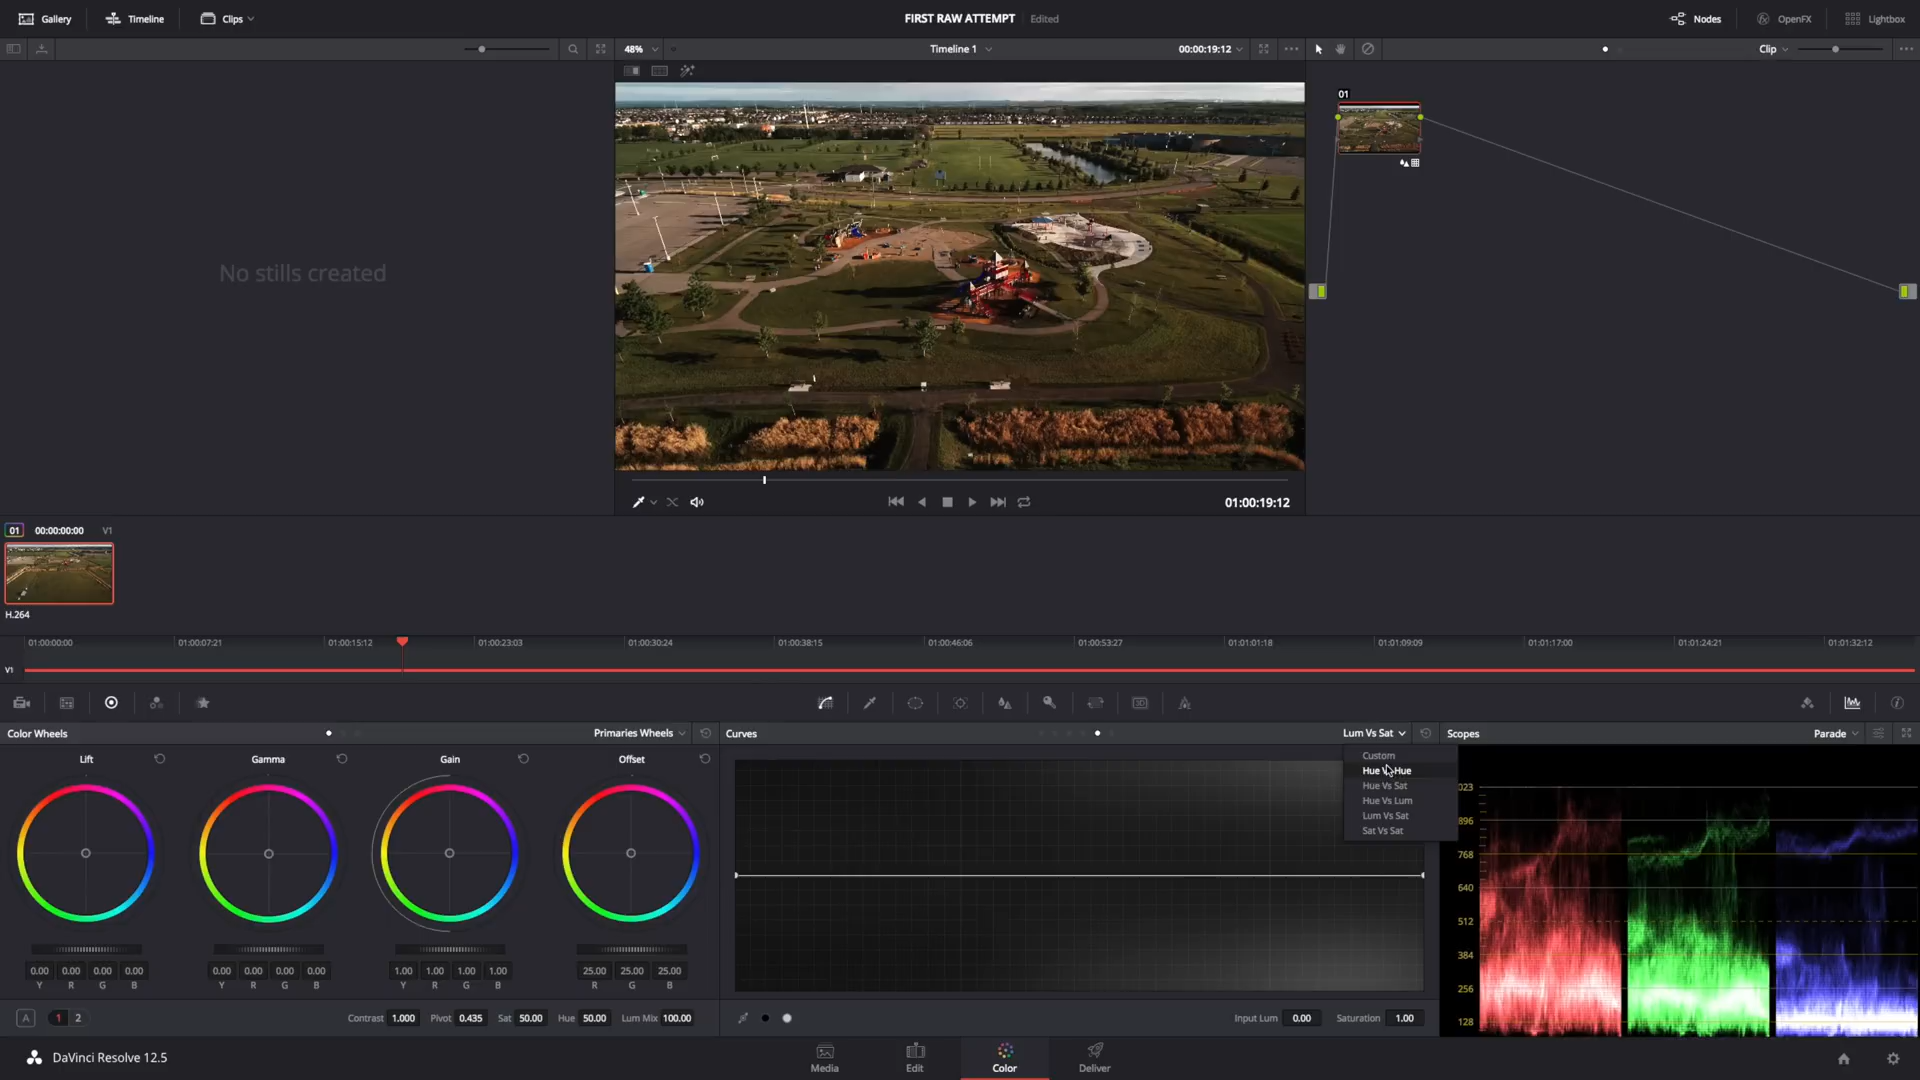 Gallery
Timeline
Clips
FIRST RAW ATTEMPT Edited
Nodes
OpenFX
Lightbox
48%
Timeline 1
00:00:19:12
Clip
No stills created
01
01:00:19:12
01 00:00:00:00 V1
H.264
01:00:00:00 01:00:07:21 01:00:15:12 01:00:23:03 01:00:30:24 01:00:38:15 01:00:46:06 01:00:53:27 01:01:01:18 01:01:09:09 01:01:17:00 01:01:24:21 01:01:32:12
V1
3D
Color Wheels
Primaries Wheels
Curves
Lum Vs Sat
Scopes
Parade
Lift Gamma Gain Offset
Custom
Hue Vs Hue
Hue Vs Sat
Hue Vs Lum
Lum Vs Sat
Sat Vs Sat
1023
896
768
640
512
384
256
128
0.00 0.00 0.00 0.00
Y R G B
0.00 0.00 0.00 0.00
Y R G B
1.00 1.00 1.00 1.00
Y R G B
25.00 25.00 25.00
R G B
A 1 2
Contrast 1.000 Pivot 0.435 Sat 50.00 Hue 50.00 Lum Mix 100.00
Input Lum 0.00 Saturation 1.00
DaVinci Resolve 12.5
Media
Edit
Color
Deliver